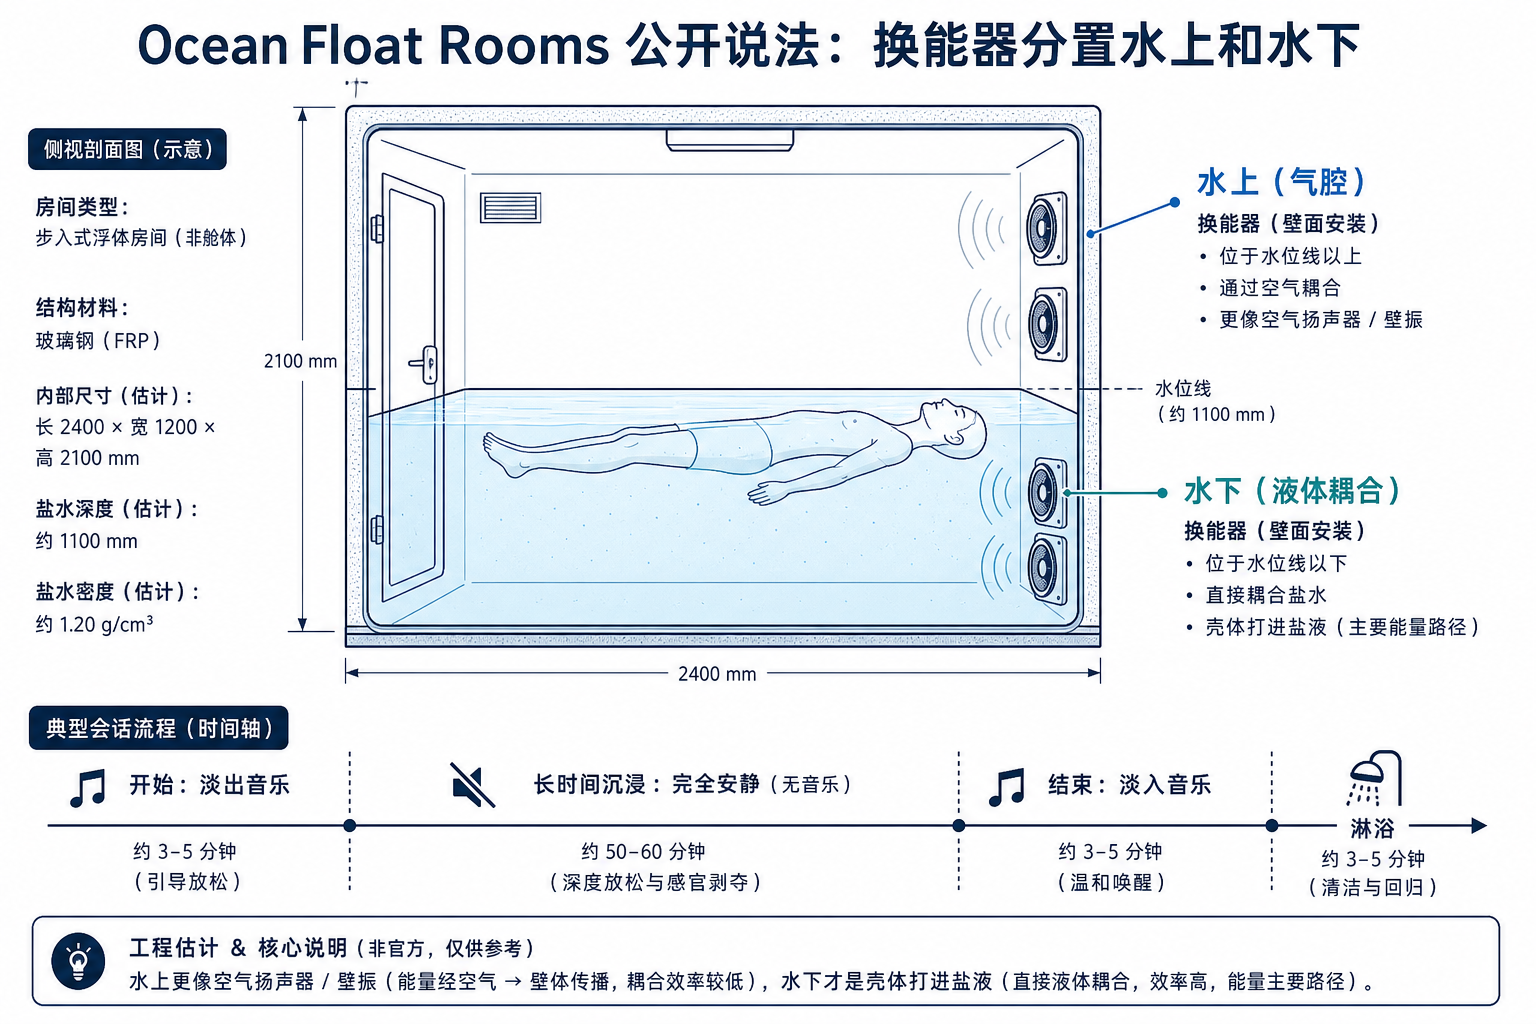 Ocean Float Rooms 公开说法：换能器分置水上和水下
侧视剖面图（示意）
房间类型：
步入式浮体房间（非舱体）
结构材料：
玻璃钢（FRP）
内部尺寸（估计）：
长 2400 × 宽 1200 ×
高 2100 mm
盐水深度（估计）：
约 1100 mm
盐水密度（估计）：
约 1.20 g/cm³
2100 mm
2400 mm
水上（气腔）
换能器（壁面安装）
• 位于水位线以上
• 通过空气耦合
• 更像空气扬声器 / 壁振
水位线
（约 1100 mm）
水下（液体耦合）
换能器（壁面安装）
• 位于水位线以下
• 直接耦合盐水
• 壳体打进盐液（主要能量路径）
典型会话流程（时间轴）
开始：淡出音乐
约 3–5 分钟
（引导放松）
长时间沉浸：完全安静（无音乐）
约 50–60 分钟
（深度放松与感官剥夺）
结束：淡入音乐
约 3–5 分钟
（温和唤醒）
淋浴
约 3–5 分钟
（清洁与回归）
工程估计 & 核心说明（非官方，仅供参考）
水上更像空气扬声器 / 壁振（能量经空气 → 壁体传播，耦合效率较低），水下才是壳体打进盐液（直接液体耦合，效率高，能量主要路径）。